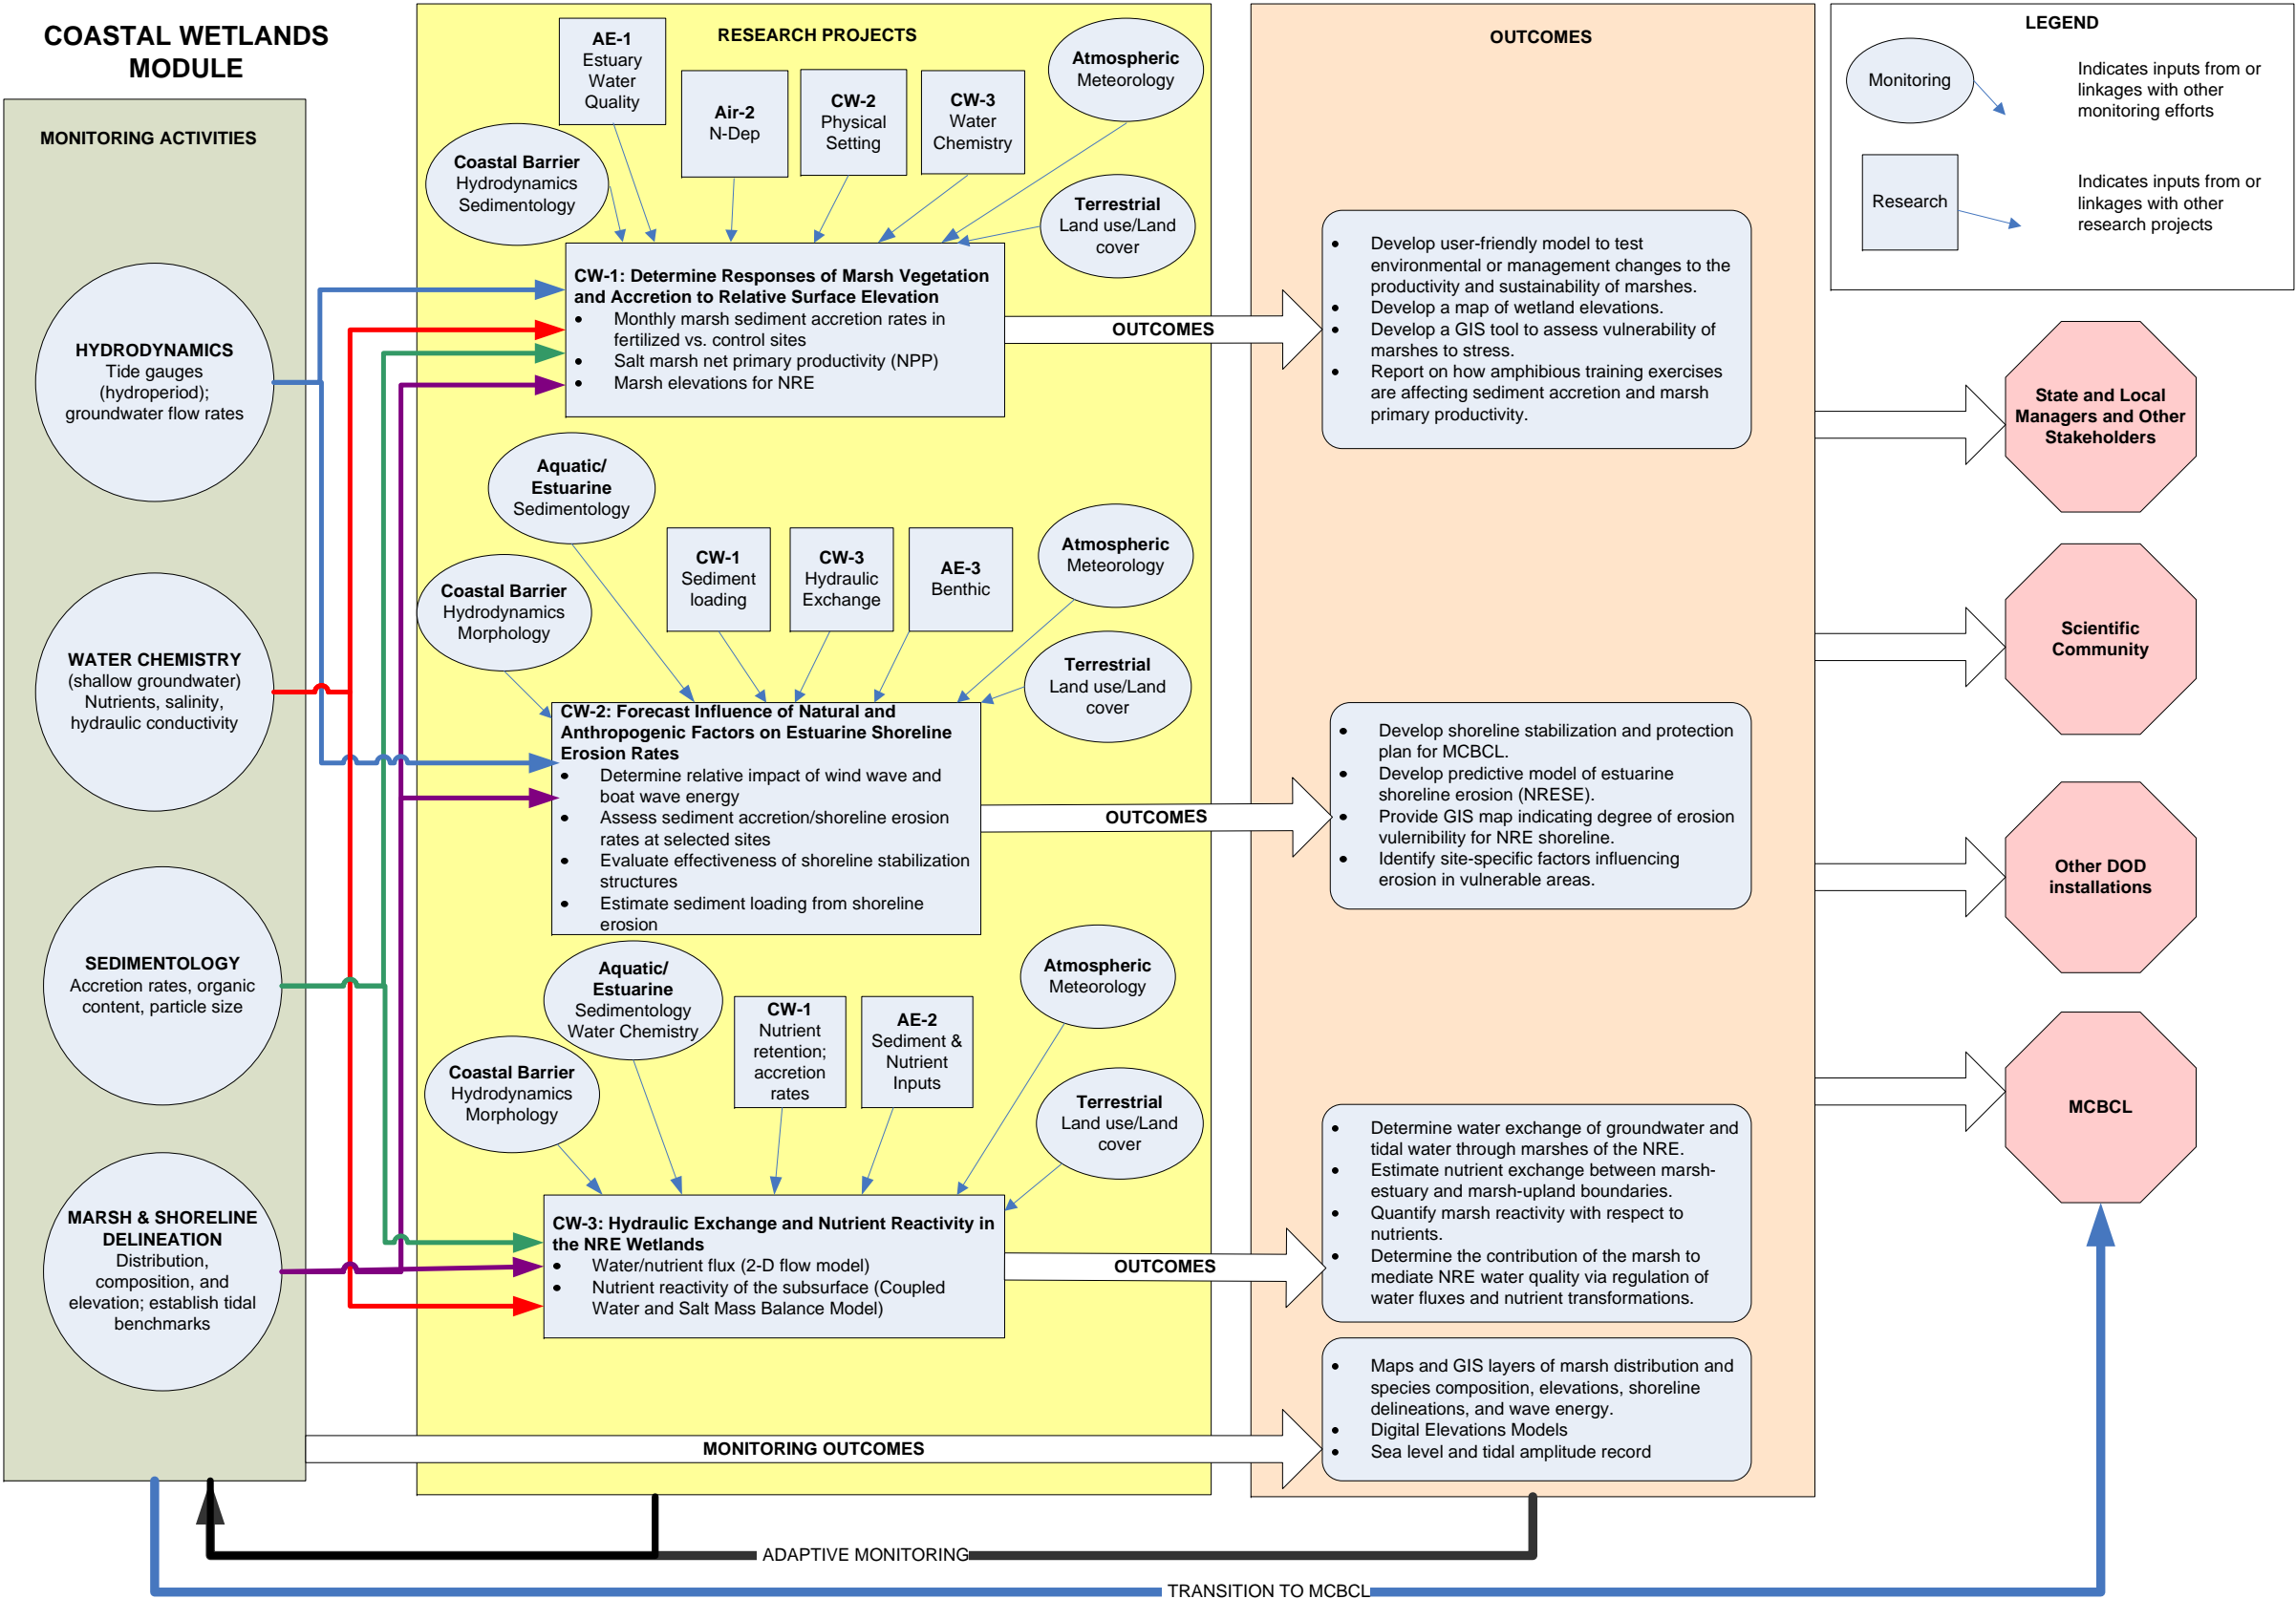 COASTAL WETLANDS
MODULE
MONITORING ACTIVITIES
HYDRODYNAMICS
Tide gauges
(hydroperiod);
groundwater flow rates
WATER CHEMISTRY
(shallow groundwater)
Nutrients, salinity,
hydraulic conductivity
SEDIMENTOLOGY
Accretion rates, organic
content, particle size
MARSH & SHORELINE
DELINEATION
Distribution,
composition, and
elevation; establish tidal
benchmarks
RESEARCH PROJECTS
AE-1
Estuary
Water
Quality
Air-2
N-Dep
CW-2
Physical
Setting
CW-3
Water
Chemistry
Atmospheric
Meteorology
Coastal Barrier
Hydrodynamics
Sedimentology
Terrestrial
Land use/Land
cover
CW-1: Determine Responses of Marsh Vegetation
and Accretion to Relative Surface Elevation
• Monthly marsh sediment accretion rates in
fertilized vs. control sites
• Salt marsh net primary productivity (NPP)
• Marsh elevations for NRE
OUTCOMES
Aquatic/
Estuarine
Sedimentology
CW-1
Sediment
loading
CW-3
Hydraulic
Exchange
AE-3
Benthic
Atmospheric
Meteorology
Coastal Barrier
Hydrodynamics
Morphology
Terrestrial
Land use/Land
cover
CW-2: Forecast Influence of Natural and
Anthropogenic Factors on Estuarine Shoreline
Erosion Rates
• Determine relative impact of wind wave and
boat wave energy
• Assess sediment accretion/shoreline erosion
rates at selected sites
• Evaluate effectiveness of shoreline stabilization
structures
• Estimate sediment loading from shoreline
erosion
OUTCOMES
Aquatic/
Estuarine
Sedimentology
Water Chemistry
CW-1
Nutrient
retention;
accretion
rates
AE-2
Sediment &
Nutrient
Inputs
Atmospheric
Meteorology
Coastal Barrier
Hydrodynamics
Morphology
Terrestrial
Land use/Land
cover
CW-3: Hydraulic Exchange and Nutrient Reactivity in
the NRE Wetlands
• Water/nutrient flux (2-D flow model)
• Nutrient reactivity of the subsurface (Coupled
Water and Salt Mass Balance Model)
OUTCOMES
MONITORING OUTCOMES
OUTCOMES
• Develop user-friendly model to test
environmental or management changes to the
productivity and sustainability of marshes.
• Develop a map of wetland elevations.
• Develop a GIS tool to assess vulnerability of
marshes to stress.
• Report on how amphibious training exercises
are affecting sediment accretion and marsh
primary productivity.
• Develop shoreline stabilization and protection
plan for MCBCL.
• Develop predictive model of estuarine
shoreline erosion (NRESE).
• Provide GIS map indicating degree of erosion
vulernibility for NRE shoreline.
• Identify site-specific factors influencing
erosion in vulnerable areas.
• Determine water exchange of groundwater and
tidal water through marshes of the NRE.
• Estimate nutrient exchange between marsh-
estuary and marsh-upland boundaries.
• Quantify marsh reactivity with respect to
nutrients.
• Determine the contribution of the marsh to
mediate NRE water quality via regulation of
water fluxes and nutrient transformations.
• Maps and GIS layers of marsh distribution and
species composition, elevations, shoreline
delineations, and wave energy.
• Digital Elevations Models
• Sea level and tidal amplitude record
LEGEND
Monitoring
Indicates inputs from or
linkages with other
monitoring efforts
Research
Indicates inputs from or
linkages with other
research projects
State and Local
Managers and Other
Stakeholders
Scientific
Community
Other DOD
installations
MCBCL
ADAPTIVE MONITORING
TRANSITION TO MCBCL